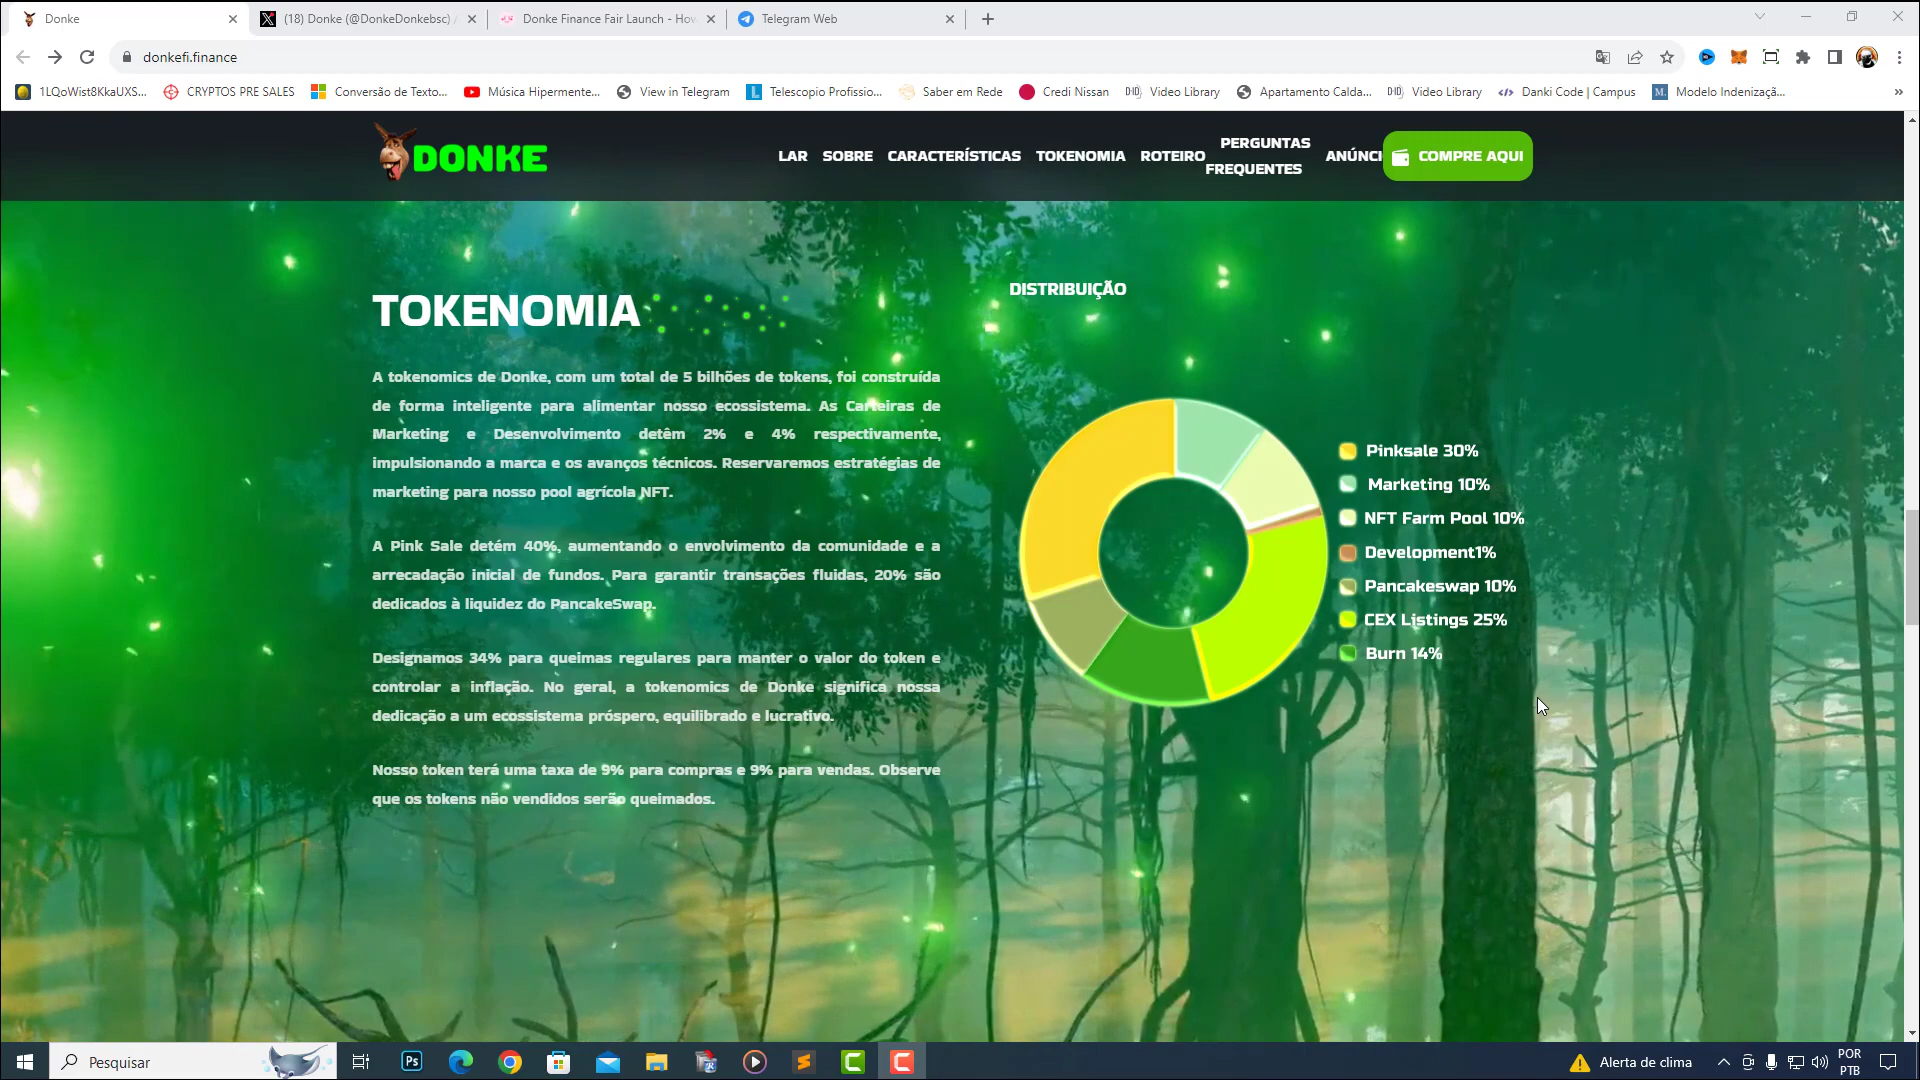 Donke
(18) Donke (@DonkeDonkebsc)
Donke Finance Fair Launch - How
Telegram Web
donkefi.finance
1LQoWist8KkaUXS...
CRYPTOS PRE SALES
Conversão de Texto...
Música Hipermente...
View in Telegram
Telescopio Profissio...
Saber em Rede
Credi Nissan
Video Library
Apartamento Calda...
Video Library
Danki Code | Campus
Modelo Indenizaçã...
»
DONKE
LAR
SOBRE
CARACTERÍSTICAS
TOKENOMIA
ROTEIRO
PERGUNTAS
FREQUENTES
ANÚNCI
COMPRE AQUI
TOKENOMIA
A tokenomics de Donke, com um total de 5 bilhões de tokens, foi construída
de forma inteligente para alimentar nosso ecossistema. As Carteiras de
Marketing e Desenvolvimento detêm 2% e 4% respectivamente,
impulsionando a marca e os avanços técnicos. Reservaremos estratégias de
marketing para nosso pool agrícola NFT.
A Pink Sale detém 40%, aumentando o envolvimento da comunidade e a
arrecadação inicial de fundos. Para garantir transações fluidas, 20% são
dedicados à liquidez do PancakeSwap.
Designamos 34% para queimas regulares para manter o valor do token e
controlar a inflação. No geral, a tokenomics de Donke significa nossa
dedicação a um ecossistema próspero, equilibrado e lucrativo.
Nosso token terá uma taxa de 9% para compras e 9% para vendas. Observe
que os tokens não vendidos serão queimados.
DISTRIBUIÇÃO
Pinksale 30%
Marketing 10%
NFT Farm Pool 10%
Development1%
Pancakeswap 10%
CEX Listings 25%
Burn 14%
Pesquisar
Ps
Alerta de clima
POR
PTB